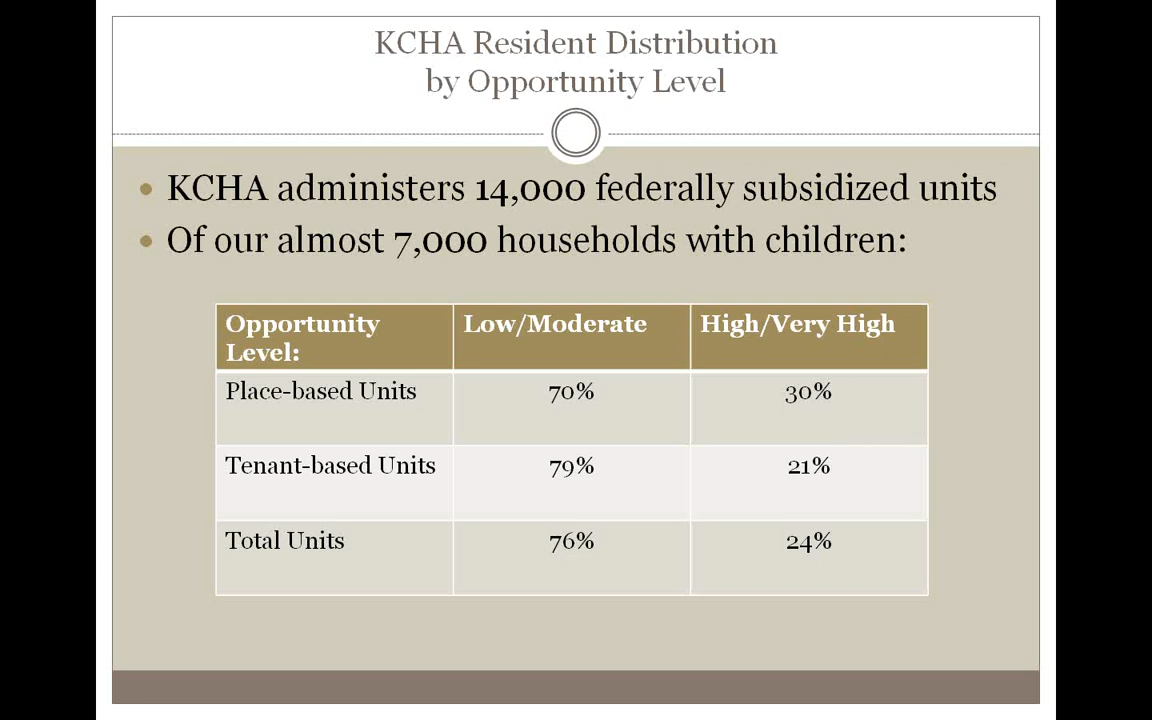 KCHA Resident Distribution
by Opportunity Level
• KCHA administers 14,000 federally subsidized units
• Of our almost 7,000 households with children:
Opportunity Level: Low/Moderate High/Very High
Place-based Units 70% 30%
Tenant-based Units 79% 21%
Total Units 76% 24%